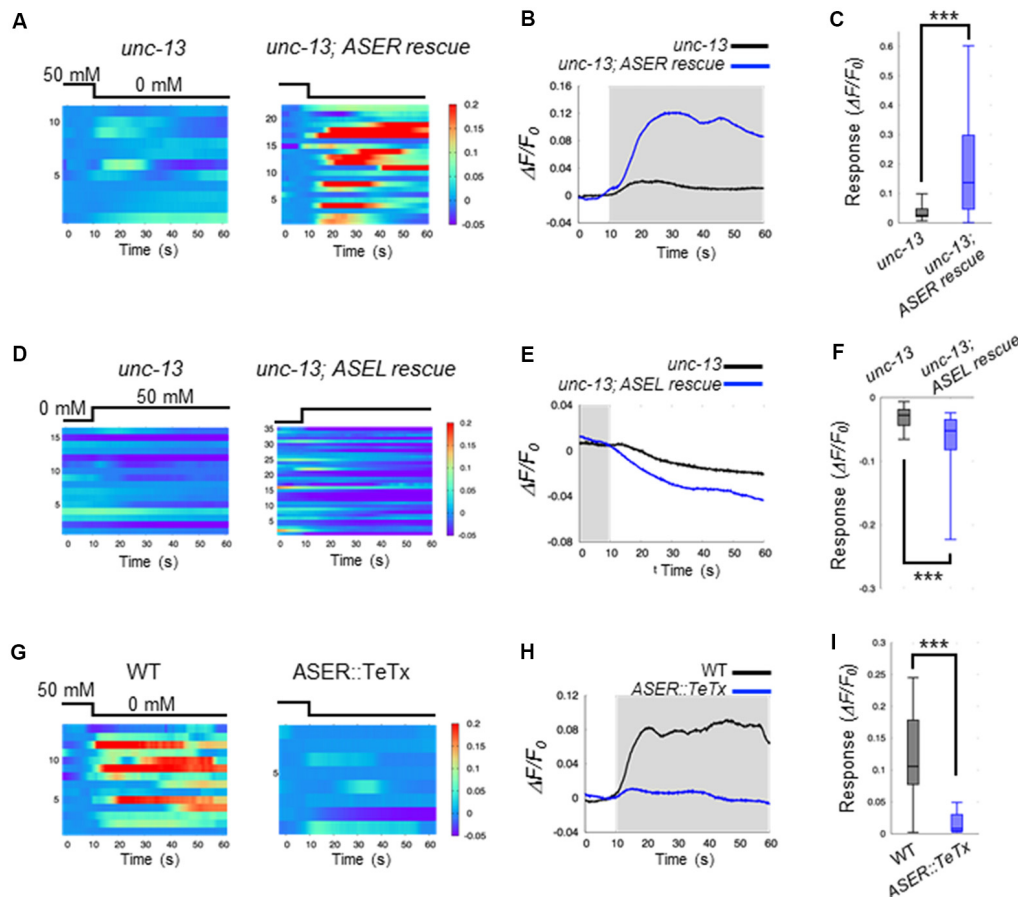 A
unc-13
unc-13; ASER rescue
50 mM
0 mM
10
5
0 10 20 30 40 50 60
Time (s)
20
15
10
5
0 10 20 30 40 50 60
Time (s)
0.2
0.15
0.1
0.05
0
-0.05
B
unc-13
unc-13; ASER rescue
0.16
0.12
0.08
0.04
0
-0.04
ΔF/F0
0 20 40 60
Time (s)
C
***
0.6
0.5
0.4
0.3
0.2
0.1
0
Response (ΔF/F0)
unc-13
unc-13;
ASER rescue
D
unc-13
unc-13; ASEL rescue
0 mM
50 mM
15
10
5
0 10 20 30 40 50 60
Time (s)
35
30
25
20
15
10
5
0 10 20 30 40 50 60
Time (s)
0.2
0.15
0.1
0.05
0
-0.05
E
unc-13
unc-13; ASEL rescue
0.04
0
-0.04
-0.08
ΔF/F0
0 20 40 60
t Time (s)
F
unc-13
unc-13;
ASEL rescue
0
-0.1
-0.2
-0.3
Response (ΔF/F0)
***
G
WT
ASER::TeTx
50 mM
0 mM
10
5
0 10 20 30 40 50 60
Time (s)
5
0 10 20 30 40 50 60
Time (s)
0.2
0.15
0.1
0.05
0
-0.05
H
WT
ASER::TeTx
0.12
0.08
0.04
0
-0.04
ΔF/F0
0 20 40 60
Time (s)
I
***
0.3
0.25
0.2
0.15
0.1
0.05
0
Response (ΔF/F0)
WT
ASER::TeTx